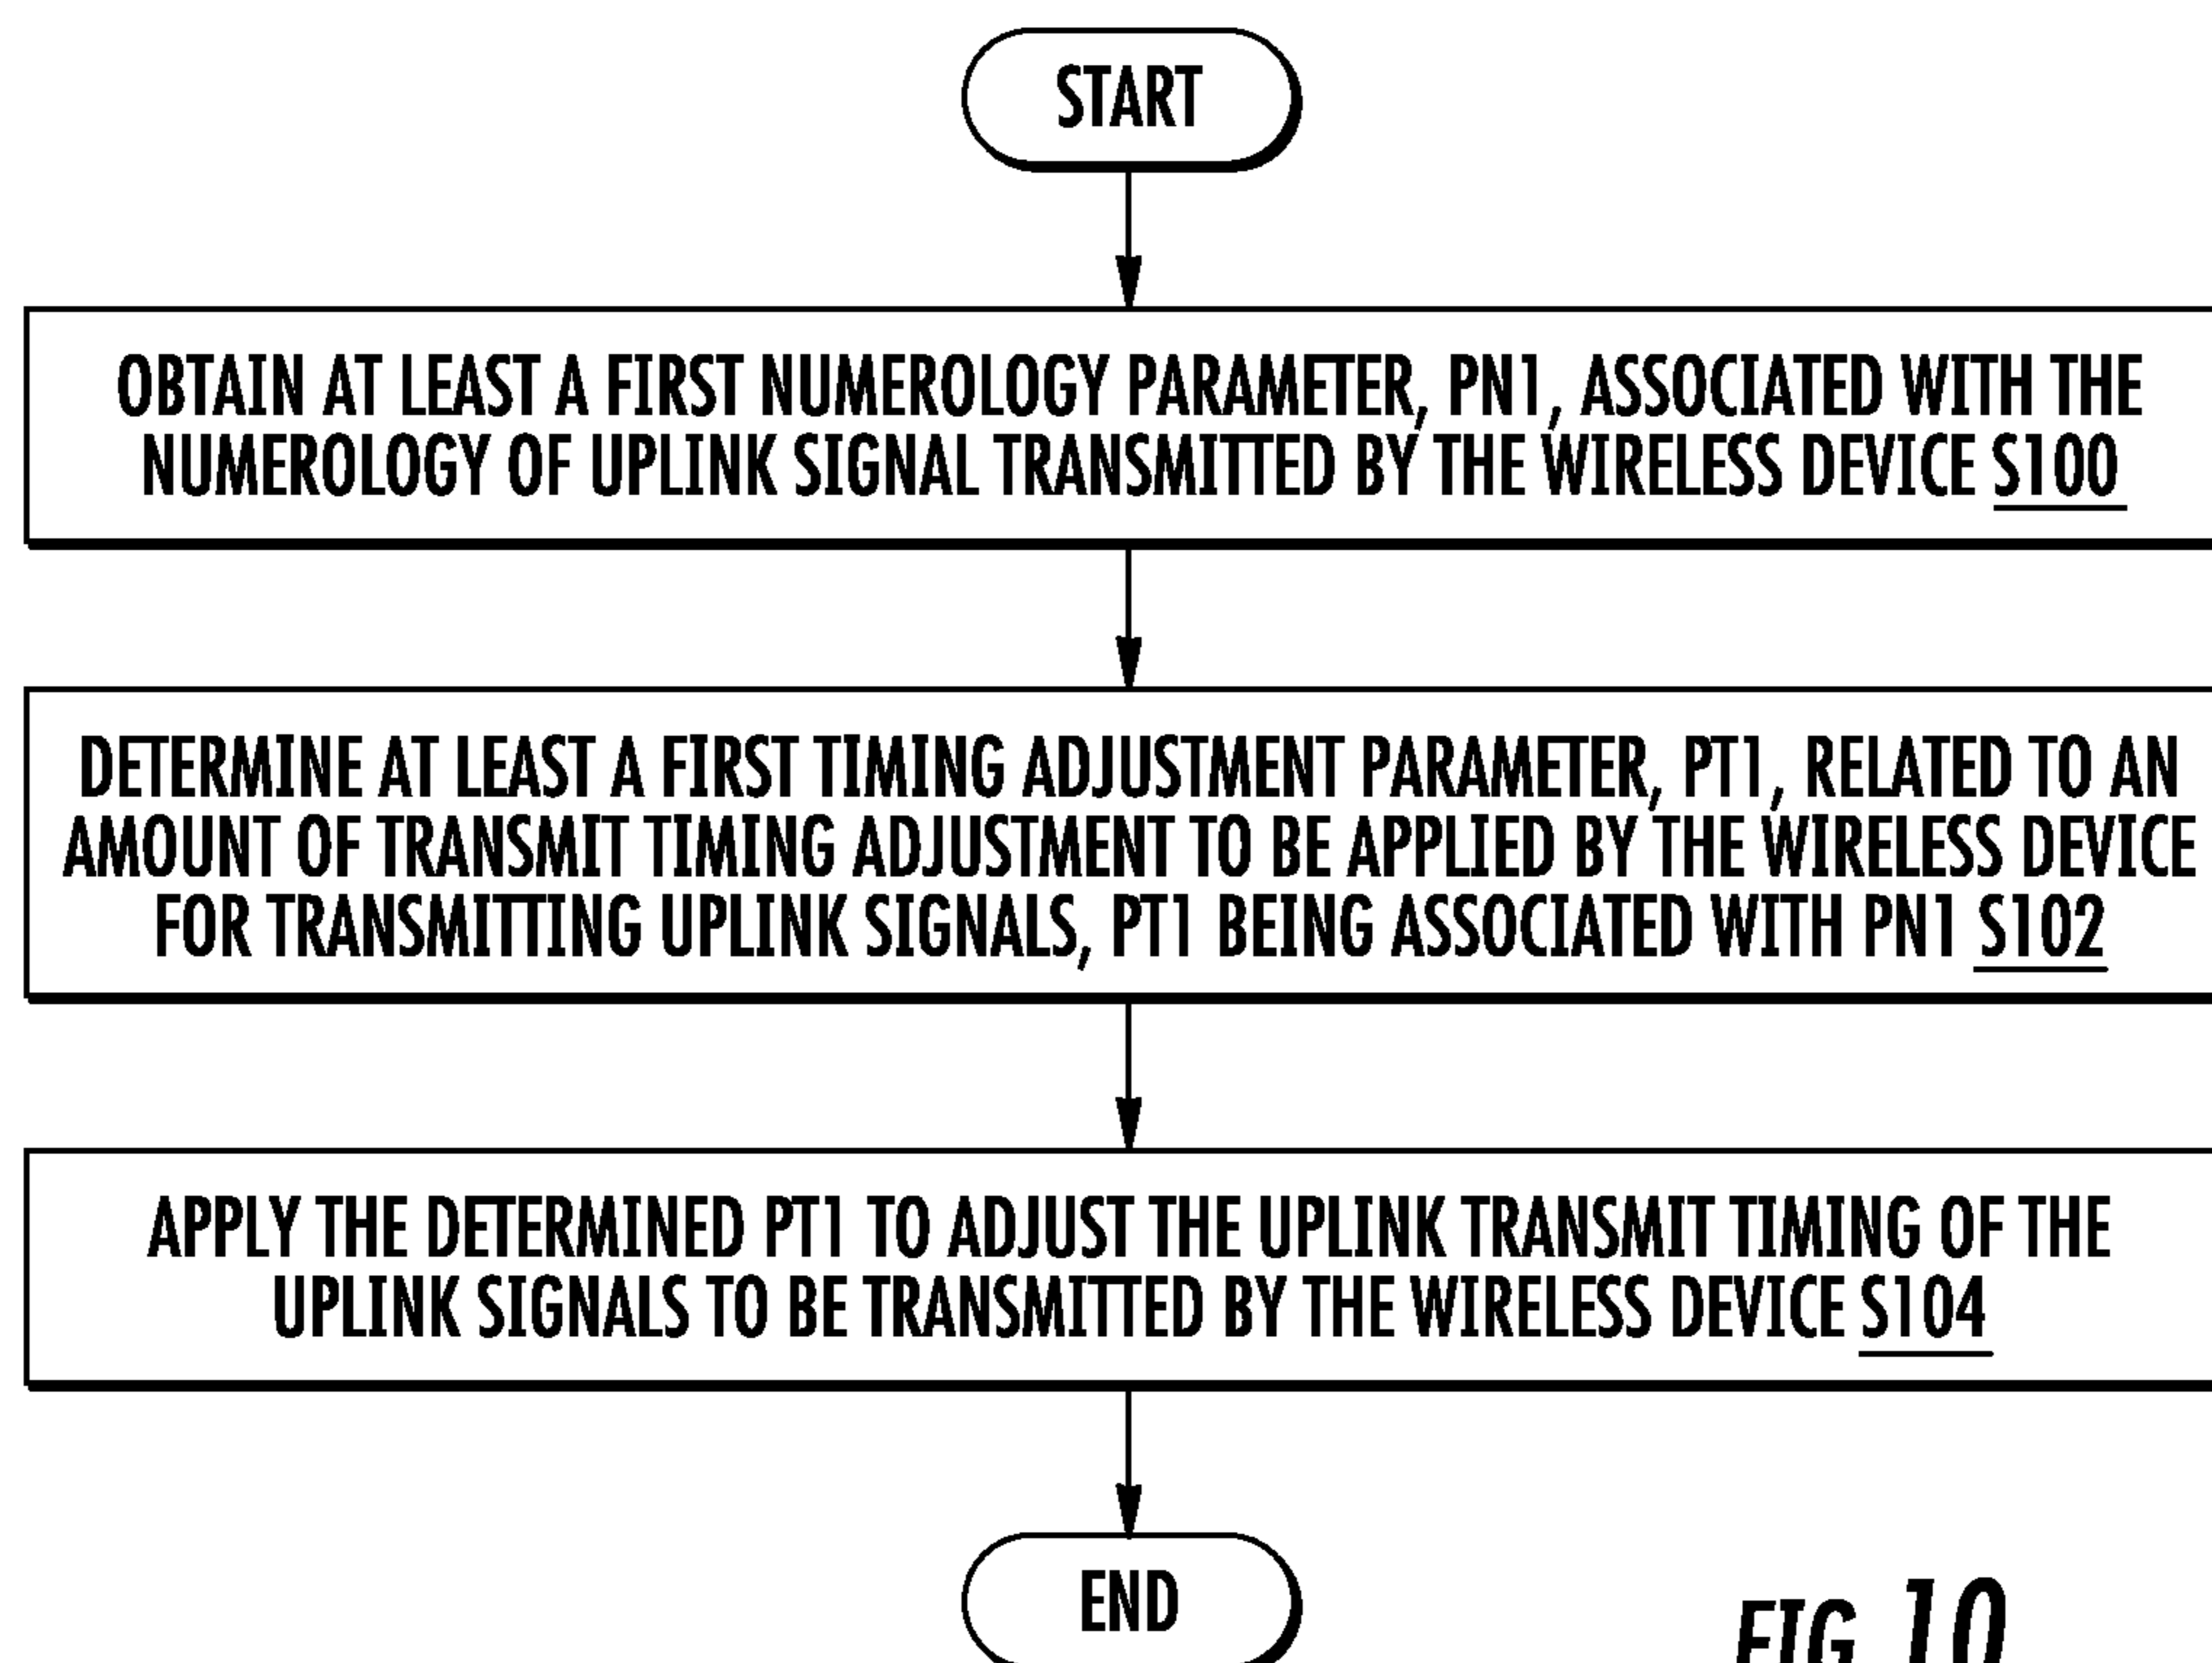 START
OBTAIN AT LEAST A FIRST NUMEROLOGY PARAMETER, PN1, ASSOCIATED WITH THE
NUMEROLOGY OF UPLINK SIGNAL TRANSMITTED BY THE WIRELESS DEVICE S100
DETERMINE AT LEAST A FIRST TIMING ADJUSTMENT PARAMETER, PT1, RELATED TO AN
AMOUNT OF TRANSMIT TIMING ADJUSTMENT TO BE APPLIED BY THE WIRELESS DEVICE
FOR TRANSMITTING UPLINK SIGNALS, PT1 BEING ASSOCIATED WITH PN1 S102
APPLY THE DETERMINED PT1 TO ADJUST THE UPLINK TRANSMIT TIMING OF THE
UPLINK SIGNALS TO BE TRANSMITTED BY THE WIRELESS DEVICE S104
END
FIG 10